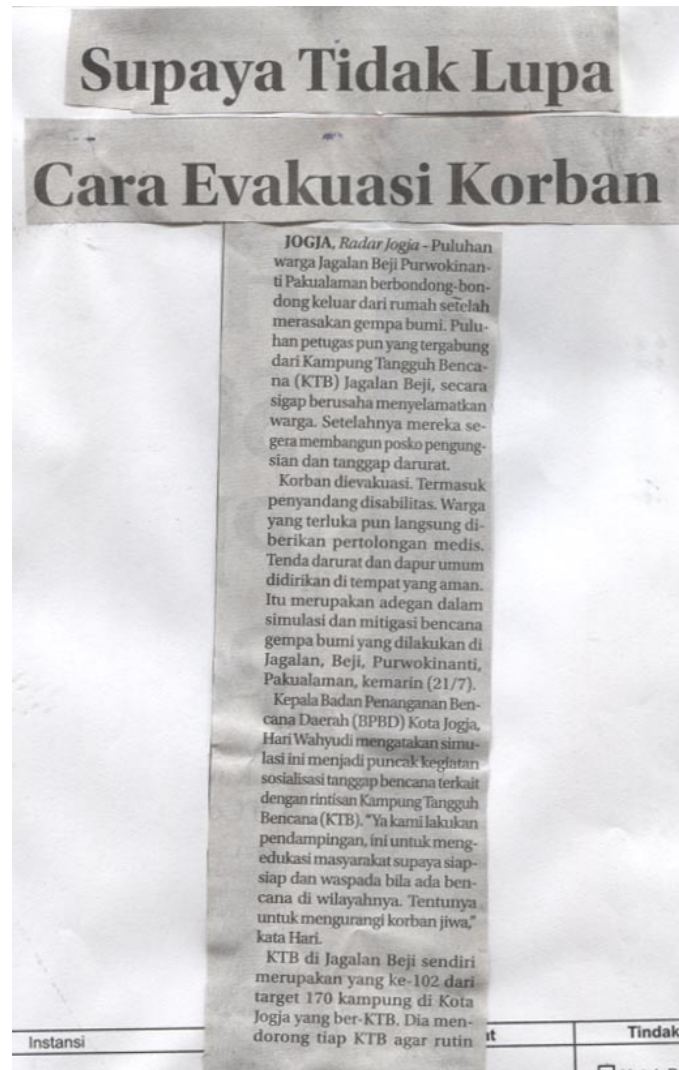 Supaya Tidak Lupa
Cara Evakuasi Korban
JOGJA, Radar Jogja - Puluhan
warga Jagalan Beji Purwokinan-
ti Pakualaman berbondong-bon-
dong keluar dari rumah setelah
merasakan gempa bumi. Pulu-
han petugas pun yang tergabung
dari Kampung Tangguh Benca-
na (KTB) Jagalan Beji, secara
sigap berusaha menyelamatkan
warga. Setelahnya mereka se-
gera membangun posko pengung-
sian dan tanggap darurat.
Korban dievakuasi. Termasuk
penyandang disabilitas. Warga
yang terluka pun langsung di-
berikan pertolongan medis.
Tenda darurat dan dapur umum
didirikan di tempat yang aman.
Itu merupakan adegan dalam
simulasi dan mitigasi bencana
gempa bumi yang dilakukan di
Jagalan, Beji, Purwokinanti,
Pakualaman, kemarin (21/7).
Kepala Badan Penanganan Ben-
cana Daerah (BPBD) Kota Jogja,
Hari Wahyudi mengatakan simu-
lasi ini menjadi puncak kegiatan
sosialisasi tanggap bencana terkait
dengan rintisan Kampung Tangguh
Bencana (KTB). "Ya kami lakukan
pendampingan, ini untuk meng-
edukasi masyarakat supaya siap-
siap dan waspada bila ada ben-
cana di wilayahnya. Tentunya
untuk mengurangi korban jiwa,"
kata Hari.
KTB di Jagalan Beji sendiri
merupakan yang ke-102 dari
target 170 kampung di Kota
Jogja yang ber-KTB. Dia men-
dorong tiap KTB agar rutin
Instansi
Tindak